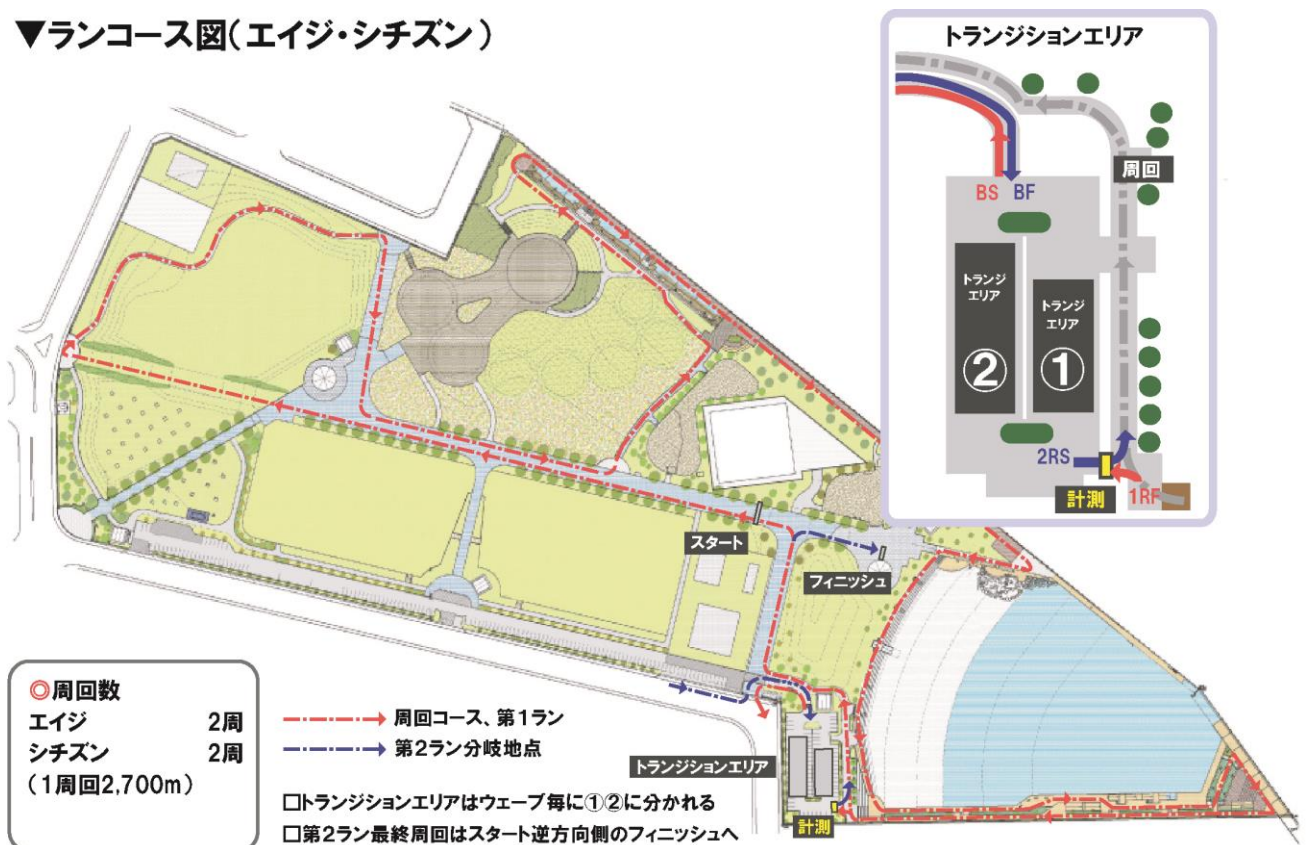 ▼ランコース図(エイジ・シチズン)
トランジションエリア
周回
BS BF
トランジ
エリア
②
トランジ
エリア
①
2RS
計測
1RF
スタート
フィニッシュ
◎周回数
エイジ 2周
シチズン 2周
(1周回2,700m)
周回コース、第1ラン
第2ラン分岐地点
トランジションエリア
計測
□トランジションエリアはウェーブ毎に①②に分かれる
□第2ラン最終周回はスタート逆方向側のフィニッシュへ